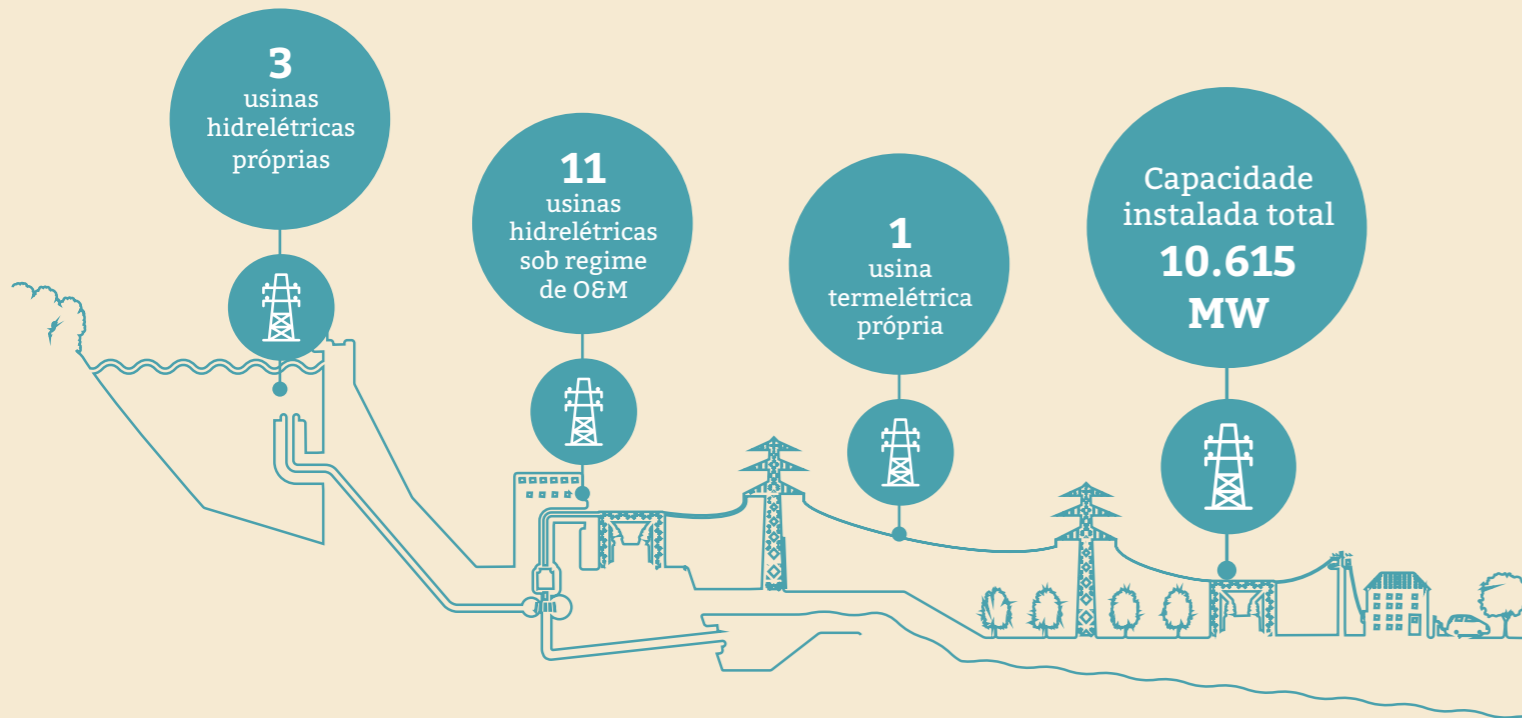 3
usinas
hidrelétricas
próprias
11
usinas
hidrelétricas
sob regime
de O&M
1
usina
termelétrica
própria
Capacidade
instalada total
10.615
MW